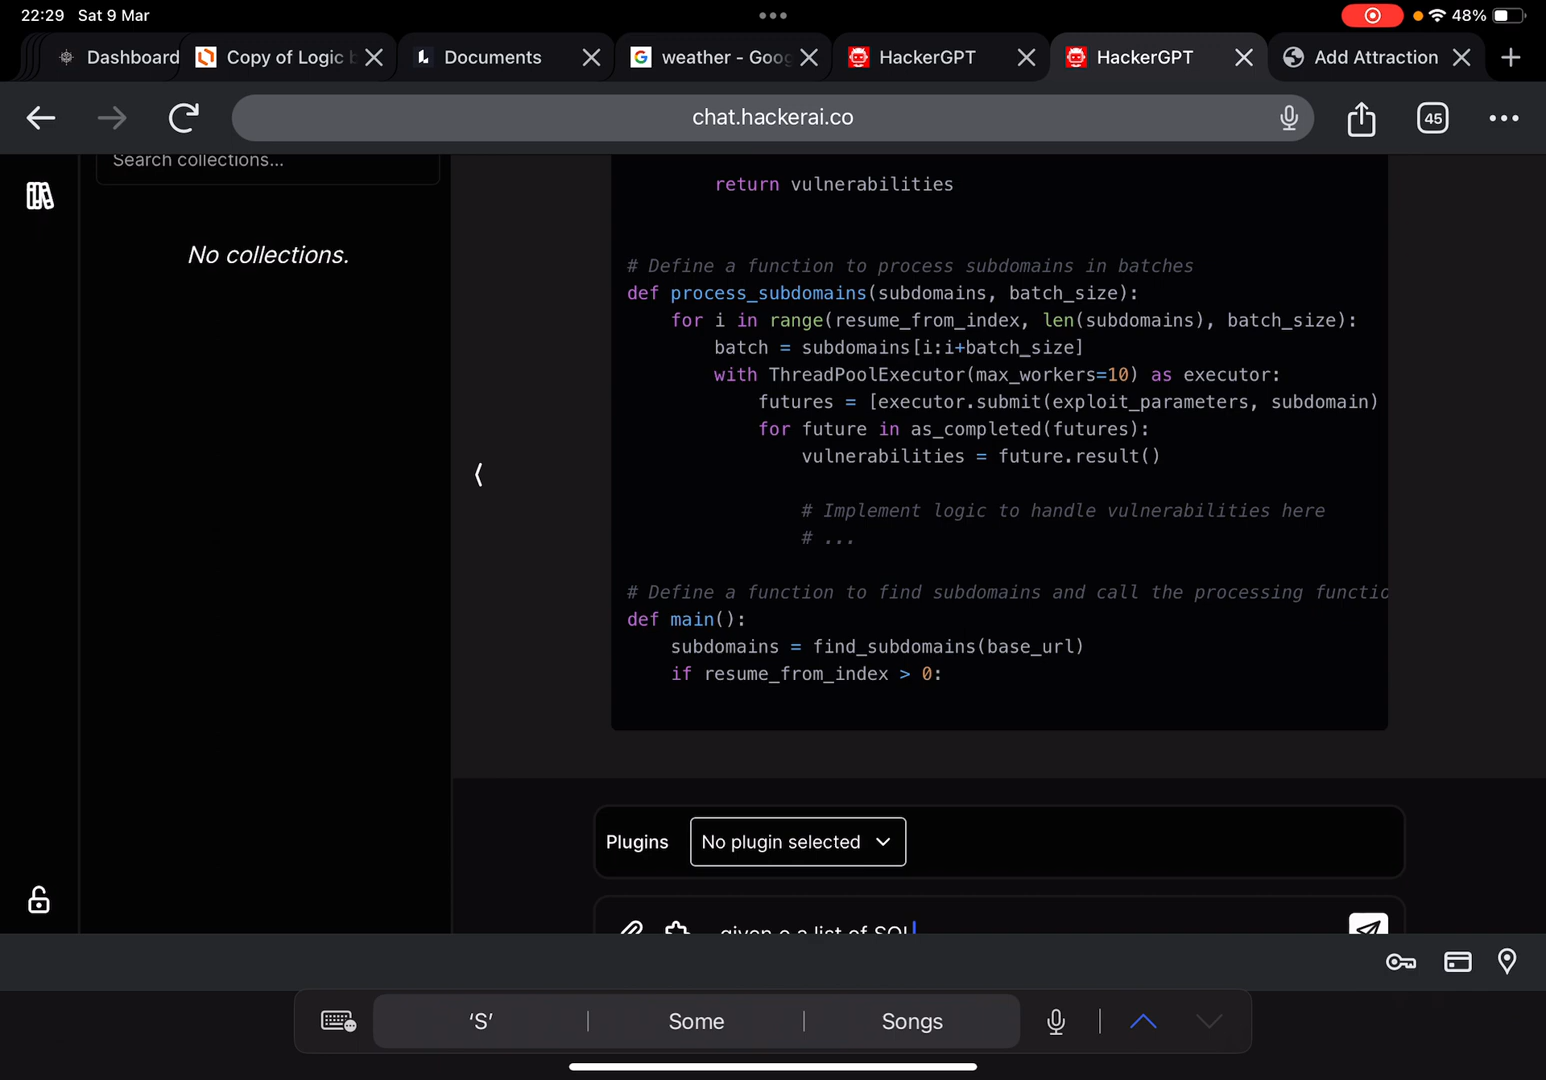 22:29 Sat 9 Mar
48%
Dashboard
Copy of Logic b
Documents
weather - Goog
HackerGPT
HackerGPT
Add Attraction
chat.hackerai.co
45
Search collections...
No collections.
return vulnerabilities
# Define a function to process subdomains in batches
def process_subdomains(subdomains, batch_size):
for i in range(resume_from_index, len(subdomains), batch_size):
batch = subdomains[i:i+batch_size]
with ThreadPoolExecutor(max_workers=10) as executor:
futures = [executor.submit(exploit_parameters, subdomain)
for future in as_completed(futures):
vulnerabilities = future.result()
# Implement logic to handle vulnerabilities here
# ...
# Define a function to find subdomains and call the processing functio
def main():
subdomains = find_subdomains(base_url)
if resume_from_index > 0:
Plugins
No plugin selected
given e a list of SQL
'S'
Some
Songs